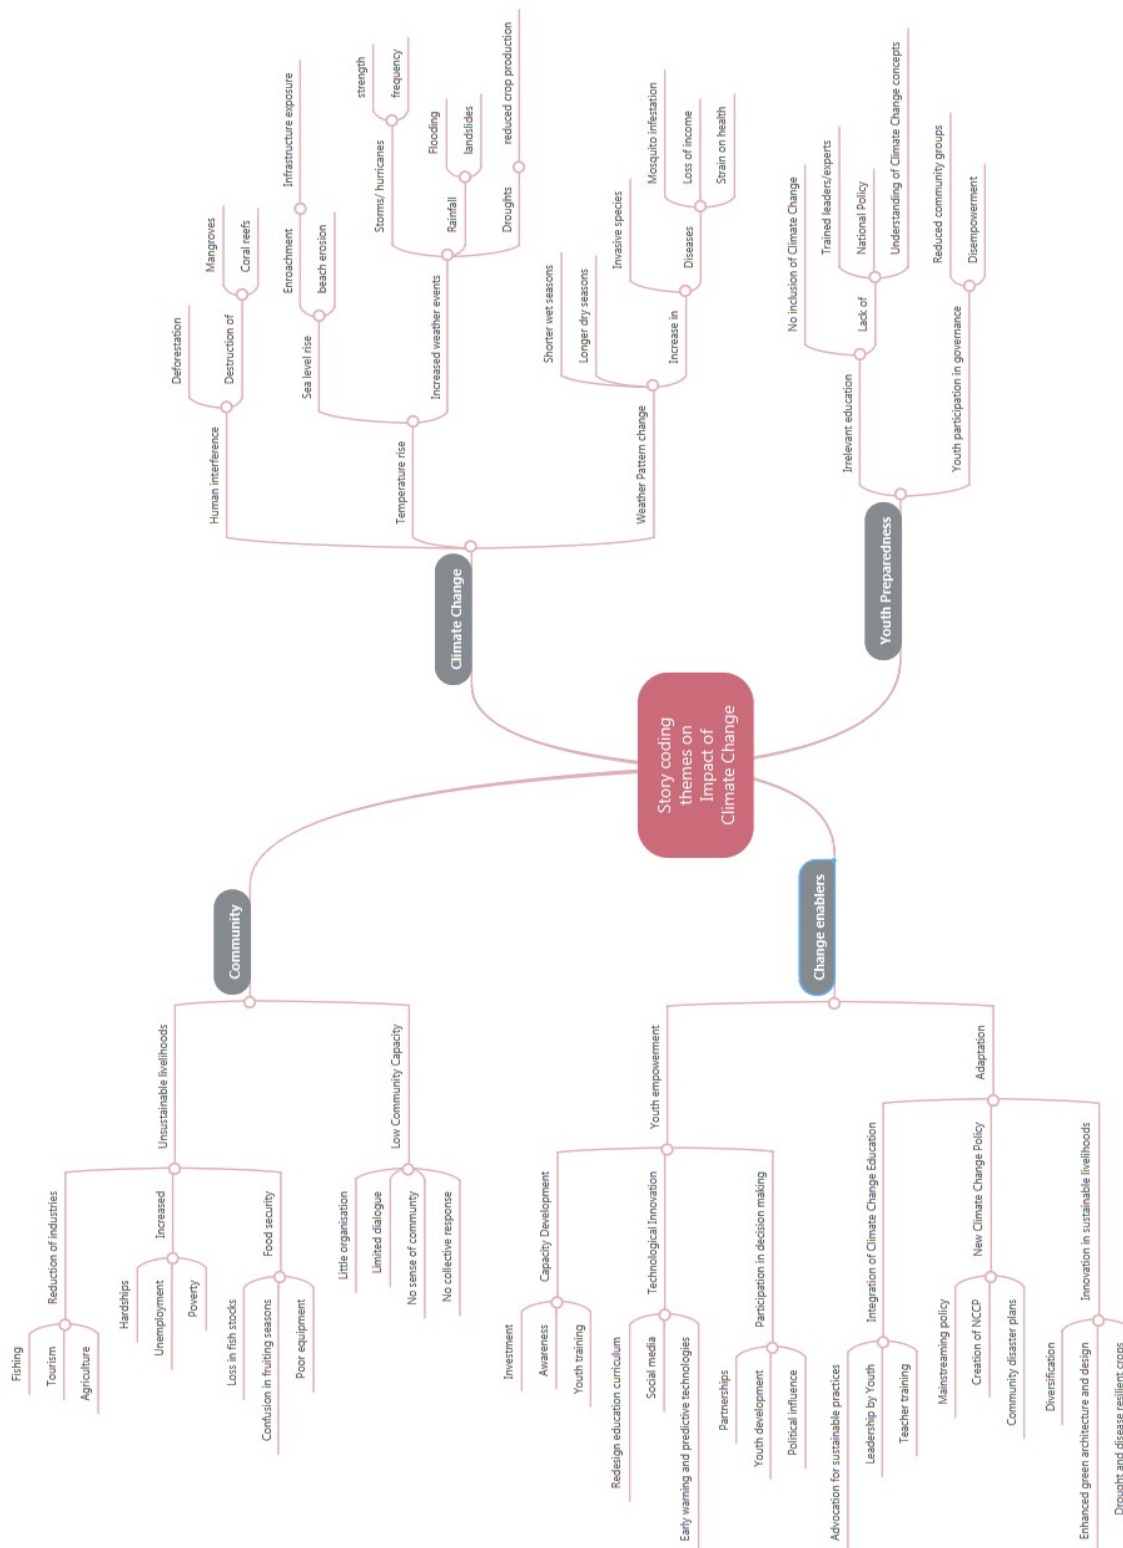 Story coding
themes on
Impact of
Climate Change
Community
Unsustainable livelihoods
Reduction of industries
Fishing
Tourism
Agriculture
Increased
Hardships
Unemployment
Poverty
Food security
Loss in fish stocks
Confusion in fruiting seasons
Poor equipment
Low Community Capacity
Little organisation
Limited dialogue
No sense of communty
No collective response
Change enablers
Youth empowerment
Capacity Development
Investment
Awareness
Youth training
Technological Innovation
Redesign education curriculum
Social media
Early warning and predictive technologies
Participation in decision making
Partnerships
Youth development
Political influence
Adaptation
Integration of Climate Change Education
Advocation for sustainable practices
Leadership by Youth
Teacher training
New Climate Change Policy
Mainstreaming policy
Creation of NCCP
Community disaster plans
Innovation in sustainable livelihoods
Diversification
Enhanced green architecture and design
Drought and disease resilient crops
Climate Change
Human interference
Deforestation
Destruction of
Mangroves
Coral reefs
Temperature rise
Sea level rise
Enroachment
Infrastructure exposure
beach erosion
Increased weather events
Storms/ hurricanes
strength
frequency
Rainfall
Flooding
landslides
Droughts
reduced crop production
Weather Pattern change
Shorter wet seasons
Longer dry seasons
Increase in
Invasive species
Diseases
Mosquito infestation
Loss of income
Strain on health
Youth Preparedness
Irrelevant education
No inclusion of Climate Change
Lack of
Trained leaders/experts
National Policy
Understanding of Climate Change concepts
Youth participation in governance
Reduced community groups
Disempowerment